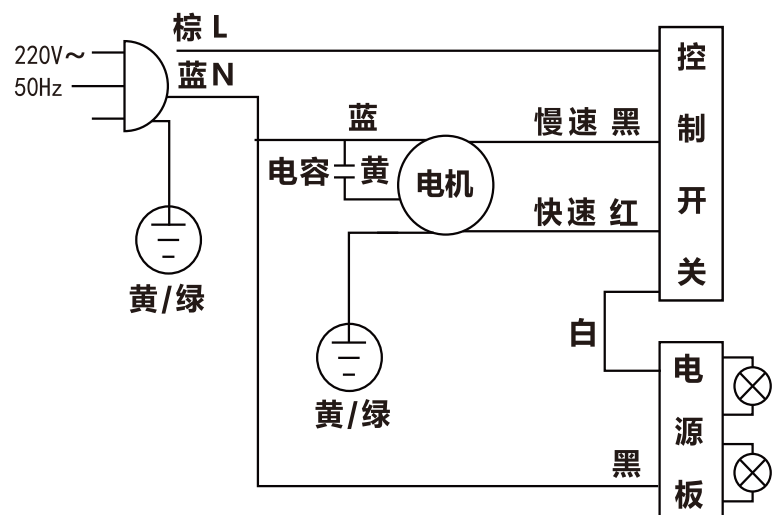 棕 L
220V～
50Hz
蓝 N
蓝
慢速 黑
电容
黄
电机
快速 红
控制开关
黄/绿
白
黄/绿
电源板
黑